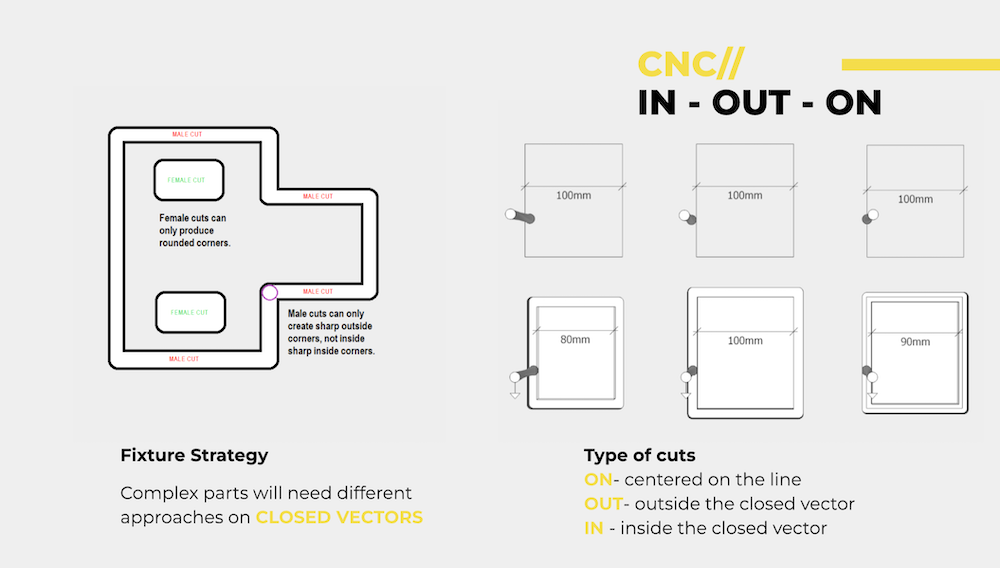 CNC//
IN - OUT - ON
MALE CUT
FEMALE CUT
Female cuts can
only produce
rounded corners.
MALE CUT
FEMALE CUT
MALE CUT
Male cuts can only
create sharp outside
corners, not inside
sharp inside corners.
MALE CUT
100mm
100mm
100mm
80mm
100mm
90mm
Fixture Strategy
Complex parts will need different
approaches on CLOSED VECTORS
Type of cuts
ON- centered on the line
OUT- outside the closed vector
IN - inside the closed vector